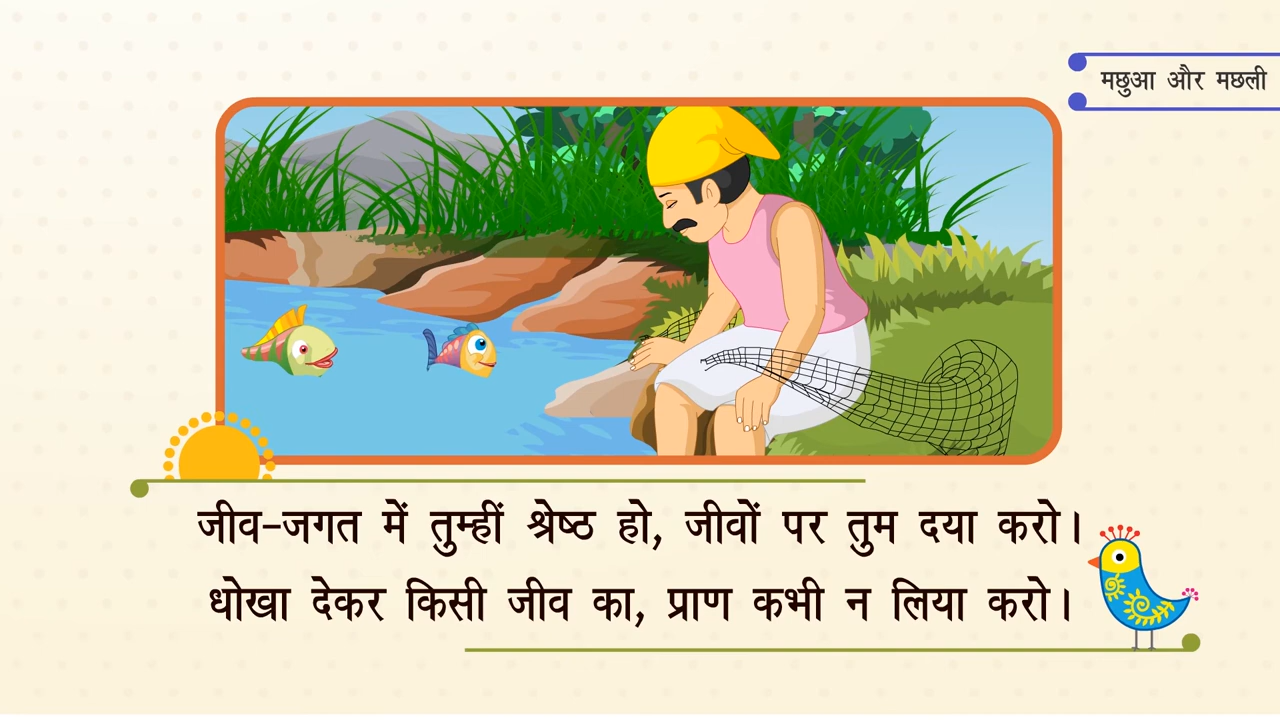 मछुआ और मछली
जीव-जगत में तुम्हीं श्रेष्ठ हो, जीवों पर तुम दया करो।
धोखा देकर किसी जीव का, प्राण कभी न लिया करो।